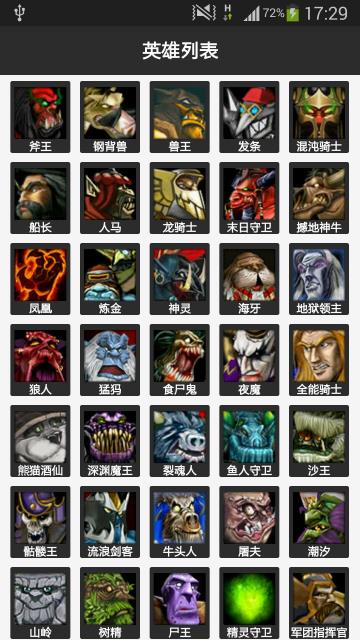 H 72% 17:29
英雄列表
斧王 钢背兽 兽王 发条 混沌骑士
船长 人马 龙骑士 末日守卫 撼地神牛
凤凰 炼金 神灵 海牙 地狱领主
狼人 猛犸 食尸鬼 夜魔 全能骑士
熊猫酒仙 深渊魔王 裂魂人 鱼人守卫 沙王
骷髅王 流浪剑客 牛头人 屠夫 潮汐
山岭 树精 尸王 精灵守卫 军团指挥官